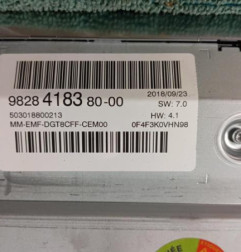 2018/09/23
9828 4183 80-00 SW: 7.0
503018800213 HW: 4.1
MM-EMF-DGT8CFF-CEM00 0F4F3K0VHN98